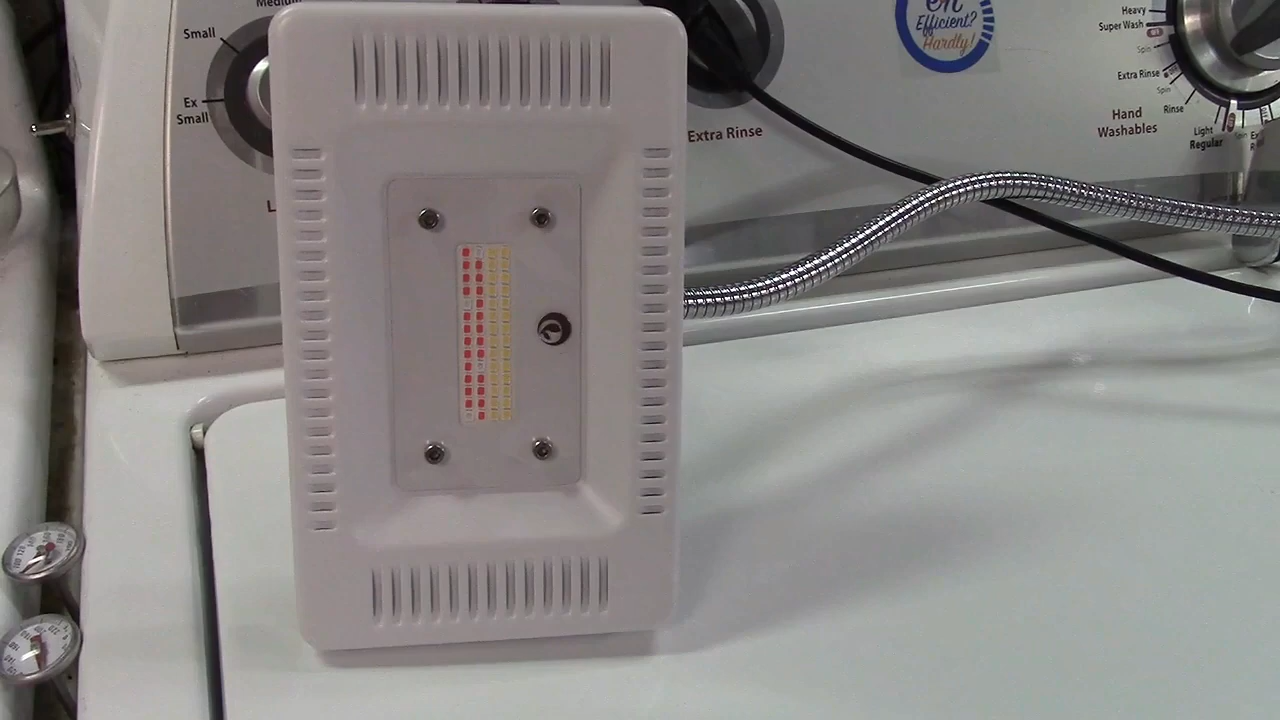 Medium
Small
Ex
Small
Extra Rinse
Efficient?
Hardly!
Heavy
Super Wash
Spin
Extra Rinse
Spin
Rinse
Light
Regular
Hand
Washables